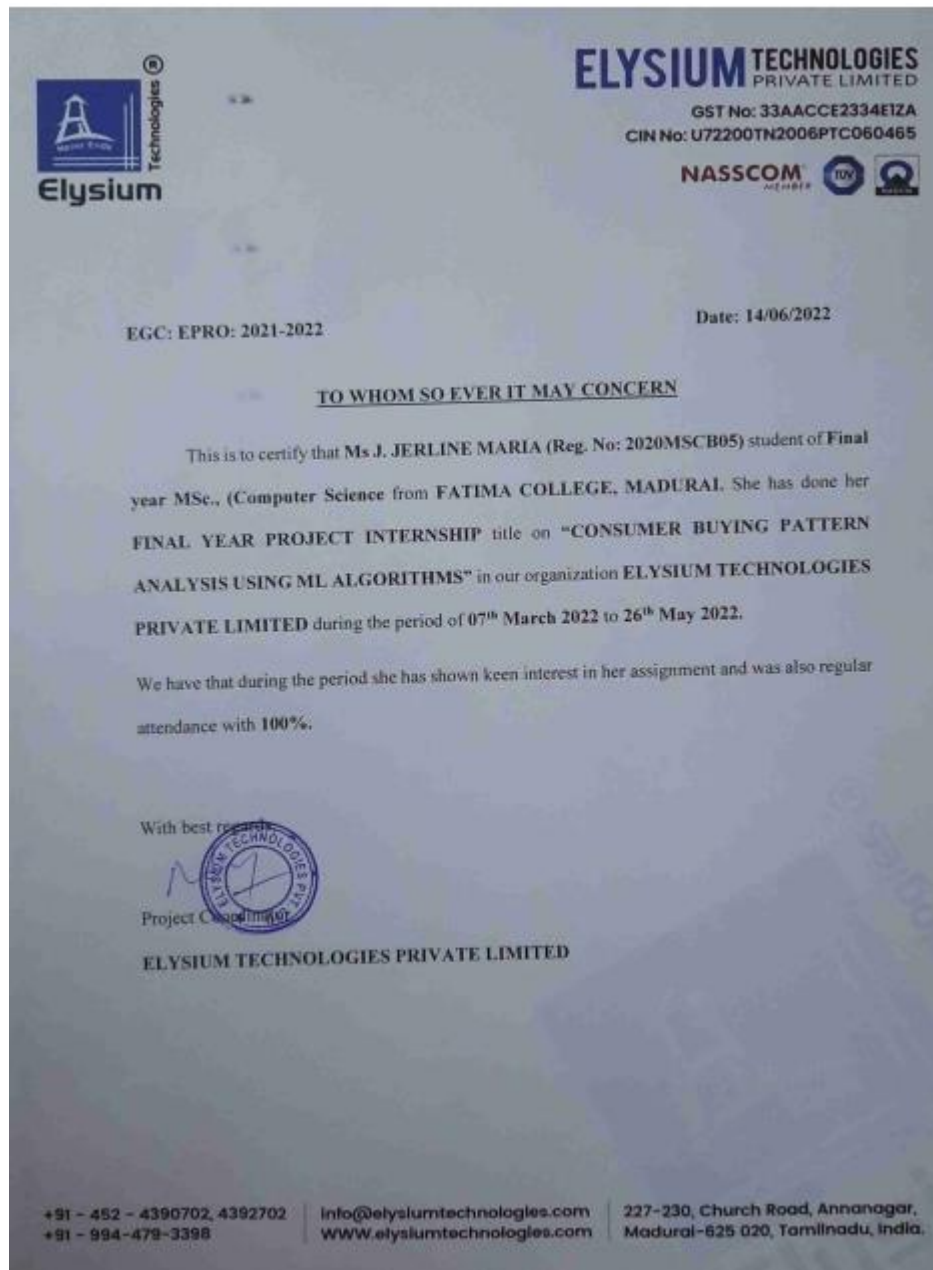 Elysium
Technologies ®
ELYSIUM TECHNOLOGIES
PRIVATE LIMITED
GST No: 33AACCE2334E1ZA
CIN No: U72200TN2006PTC060465
NASSCOM
MEMBER
TUV
EGC: EPRO: 2021-2022
Date: 14/06/2022
TO WHOM SO EVER IT MAY CONCERN
This is to certify that Ms J. JERLINE MARIA (Reg. No: 2020MSCB05) student of Final
year MSc., (Computer Science from FATIMA COLLEGE, MADURAI. She has done her
FINAL YEAR PROJECT INTERNSHIP title on “CONSUMER BUYING PATTERN
ANALYSIS USING ML ALGORITHMS” in our organization ELYSIUM TECHNOLOGIES
PRIVATE LIMITED during the period of 07th March 2022 to 26th May 2022.
We have that during the period she has shown keen interest in her assignment and was also regular
attendance with 100%.
With best regards
ELYSIUM TECHNOLOGIES PVT.
Project Coordinator
ELYSIUM TECHNOLOGIES PRIVATE LIMITED
+91 - 452 - 4390702, 4392702
+91 - 994-479-3398
info@elysiumtechnologies.com
WWW.elysiumtechnologies.com
227-230, Church Road, Annanagar,
Madurai-625 020, Tamilnadu, India.